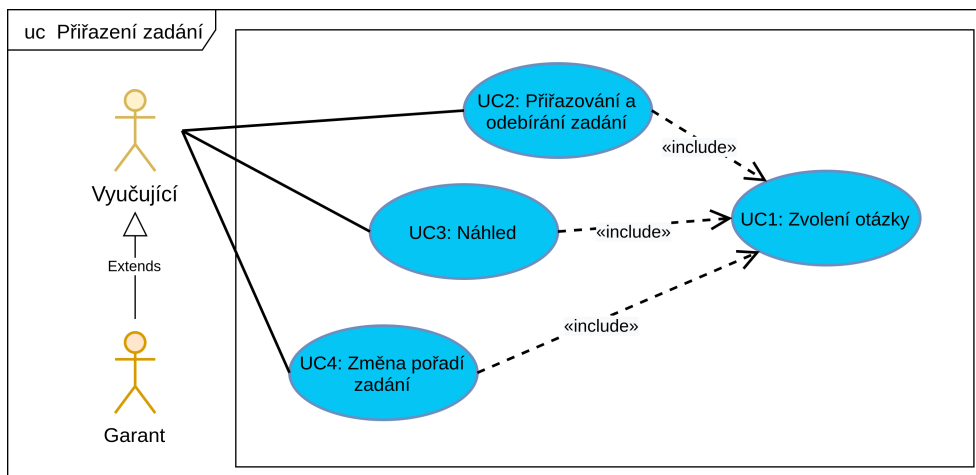 uc  Přiřazení zadání
UC2: Přiřazování a
odebírání zadání
«include»
Vyučující
UC1: Zvolení otázky
UC3: Náhled
«include»
Extends
«include»
UC4: Změna pořadí
zadání
Garant